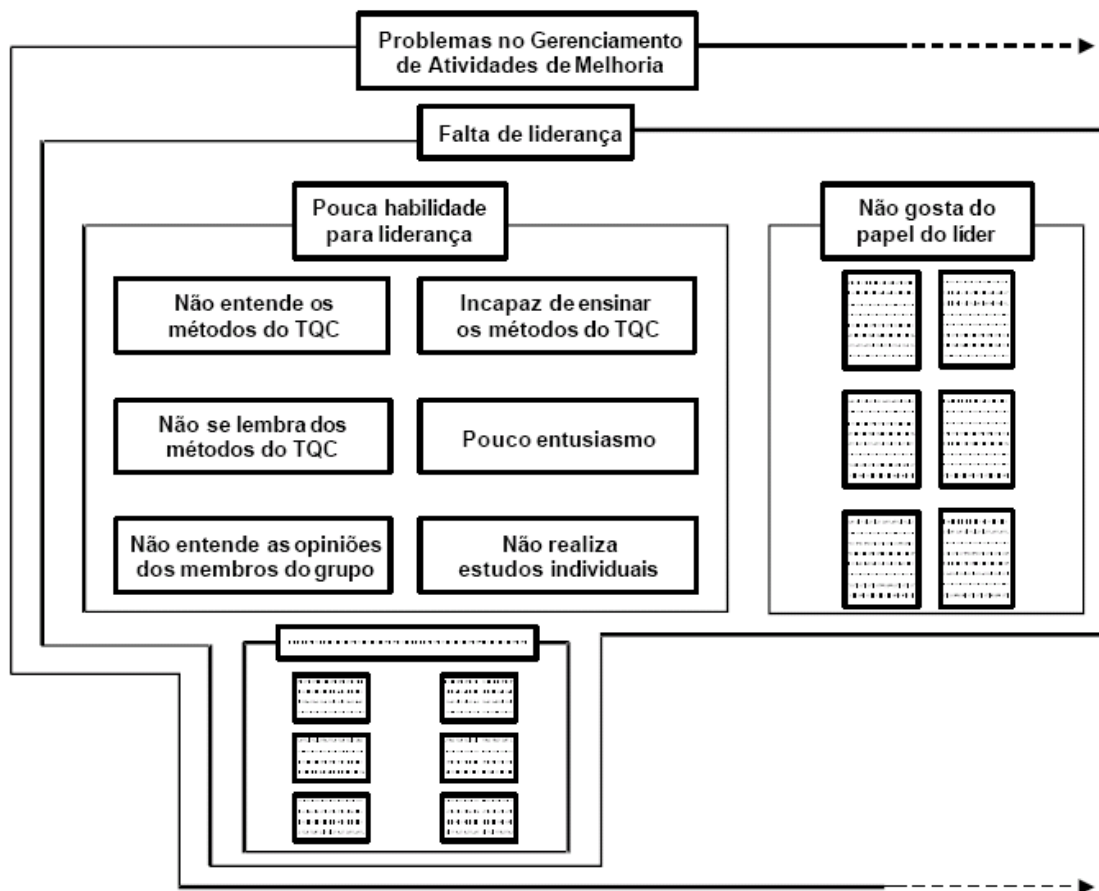 Problemas no Gerenciamento
de Atividades de Melhoria
Falta de liderança
Pouca habilidade
para liderança
Não gosta do
papel do líder
Não entende os
métodos do TQC
Incapaz de ensinar
os métodos do TQC
Não se lembra dos
métodos do TQC
Pouco entusiasmo
Não entende as opiniões
dos membros do grupo
Não realiza
estudos individuais